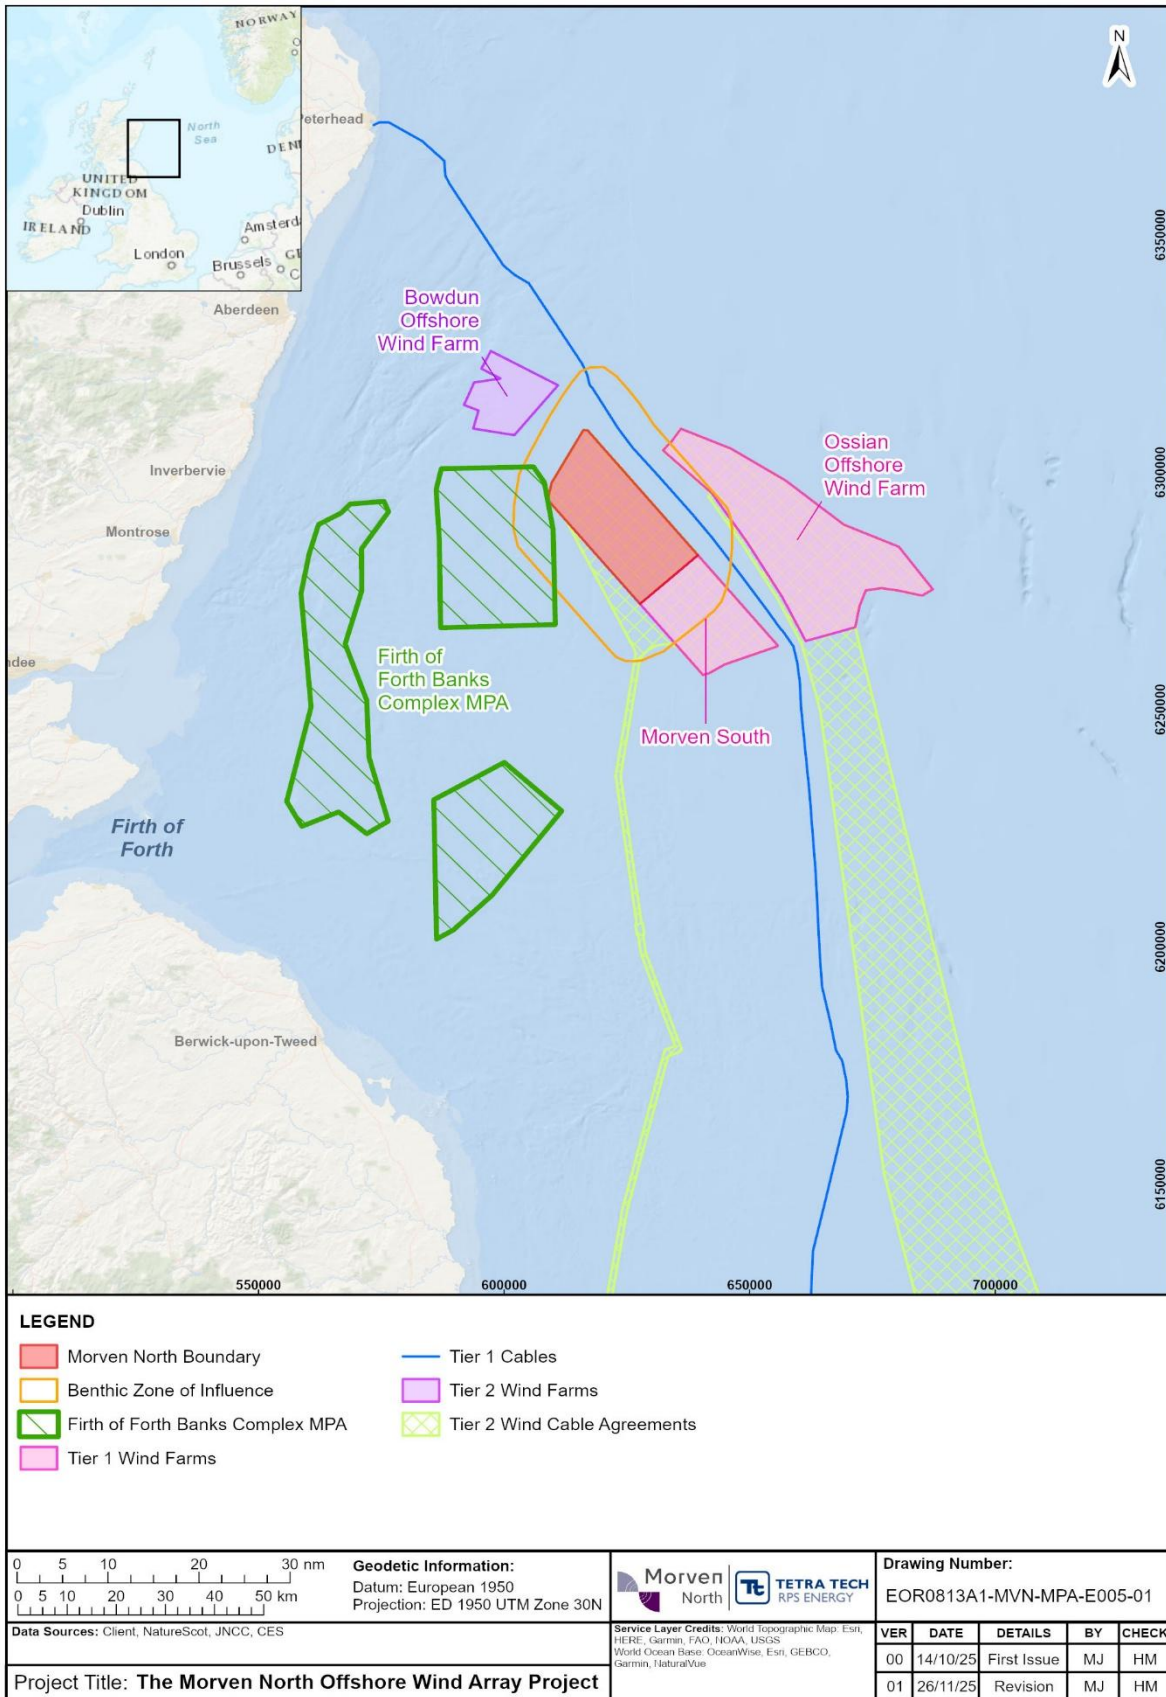 NORWAY
North
Sea
DEN
UNITED
KINGDOM
Dublin
IRELAND
Amsterd
London
Brussels
GE
C
N
Peterhead
Aberdeen
Bowdun
Offshore
Wind Farm
Ossian
Offshore
Wind Farm
Inverbervie
Montrose
ndee
Firth of
Forth Banks
Complex MPA
Morven South
Firth of
Forth
Berwick-upon-Tweed
6350000
6300000
6250000
6200000
6150000
550000 600000 650000 700000
LEGEND
Morven North Boundary
Benthic Zone of Influence
Firth of Forth Banks Complex MPA
Tier 1 Wind Farms
Tier 1 Cables
Tier 2 Wind Farms
Tier 2 Wind Cable Agreements
0 5 10 20 30 nm
0 5 10 20 30 40 50 km
Geodetic Information:
Datum: European 1950
Projection: ED 1950 UTM Zone 30N
Morven
North
Tt TETRA TECH
RPS ENERGY
Drawing Number:
EOR0813A1-MVN-MPA-E005-01
Data Sources: Client, NatureScot, JNCC, CES
Service Layer Credits: World Topographic Map: Esri,
HERE, Garmin, FAO, NOAA, USGS
World Ocean Base: OceanWise, Esri, GEBCO,
Garmin, NaturalVue
VER DATE DETAILS BY CHECK
00 14/10/25 First Issue MJ HM
01 26/11/25 Revision MJ HM
Project Title: The Morven North Offshore Wind Array Project